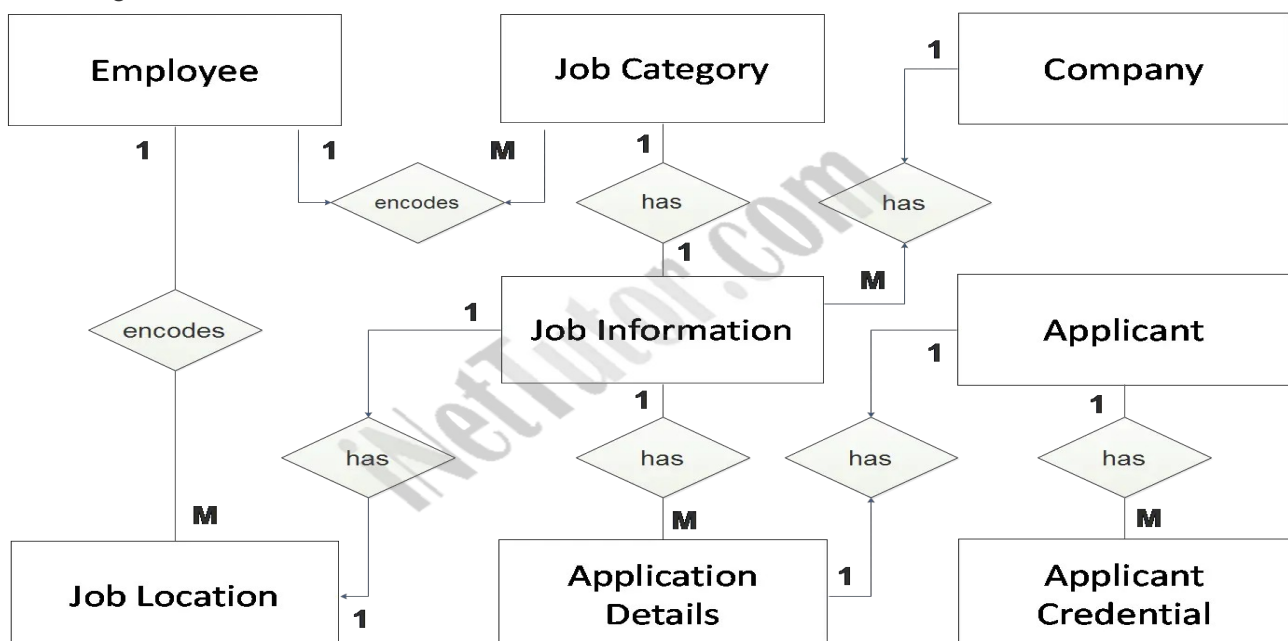 Employee
Job Category
Company
1
1
1
M
1
encodes
has
has
1
M
Job Information
Applicant
encodes
1
1
1
1
has
has
has
has
M
M
M
1
1
Job Location
Application
Details
Applicant
Credential
iNetTutor.com